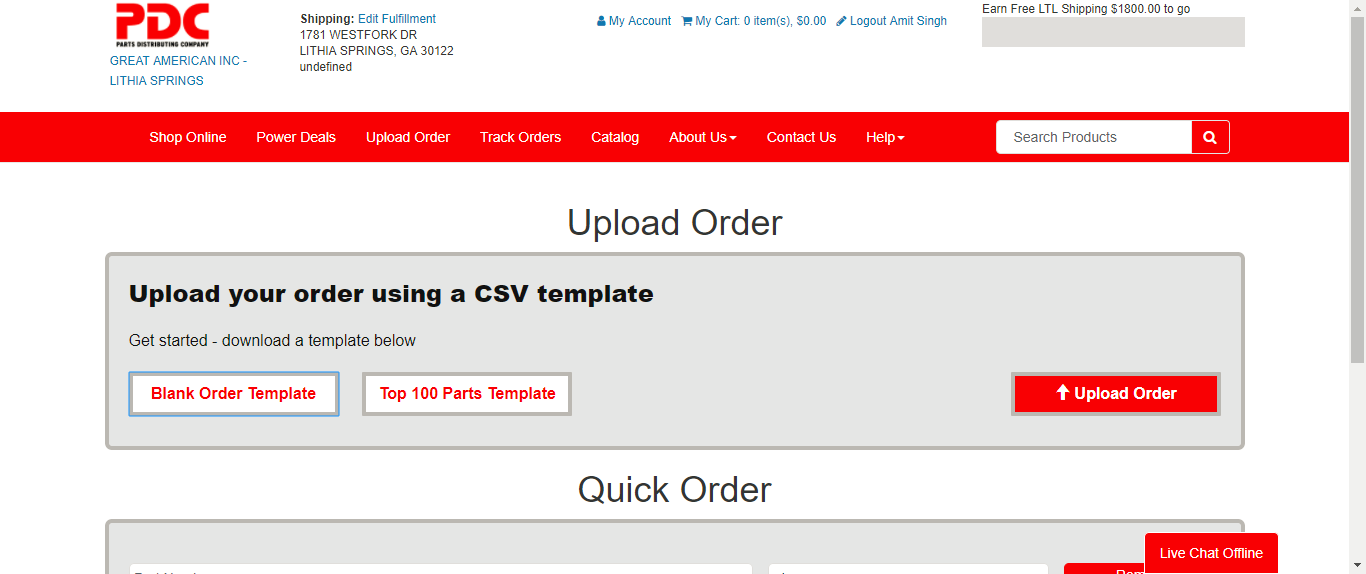 PDC
PARTS DISTRIBUTING COMPANY
GREAT AMERICAN INC -
LITHIA SPRINGS
Shipping: Edit Fulfillment
1781 WESTFORK DR
LITHIA SPRINGS, GA 30122
undefined
My Account My Cart: 0 item(s), $0.00 Logout Amit Singh
Earn Free LTL Shipping $1800.00 to go
Shop Online Power Deals Upload Order Track Orders Catalog About Us Contact Us Help Search Products
Upload Order
Upload your order using a CSV template
Get started - download a template below
Blank Order Template Top 100 Parts Template Upload Order
Quick Order
Live Chat Offline